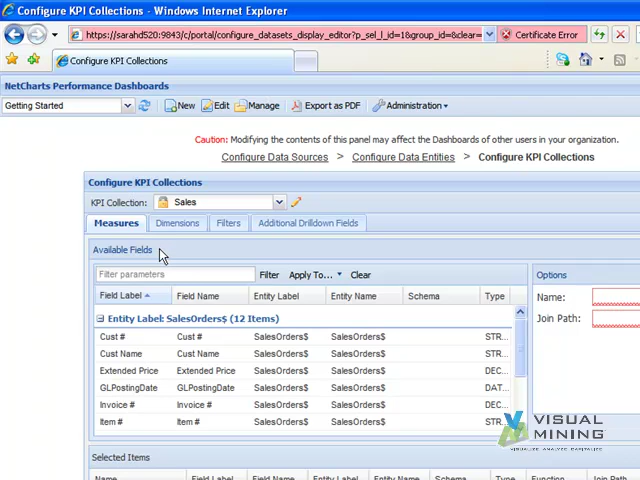 Configure KPI Collections - Windows Internet Explorer
https://sarahd520:9843/c/portal/configure_datasets_display_editor?p_sel_l_id=1&group_id=&clear= Certificate Error
Configure KPI Collections
NetCharts Performance Dashboards
Getting Started New Edit Manage Export as PDF Administration
Caution: Modifying the contents of this panel may affect the Dashboards of other users in your organization.
Configure Data Sources > Configure Data Entities > Configure KPI Collections
Configure KPI Collections
KPI Collection: Sales
Measures Dimensions Filters Additional Drilldown Fields
Available Fields
Filter parameters Filter Apply To... Clear
Options
Field Label Field Name Entity Label Entity Name Schema Type
Name:
Join Path:
Entity Label: SalesOrders$ (12 Items)
Cust # Cust # SalesOrders$ SalesOrders$ STR...
Cust Name Cust Name SalesOrders$ SalesOrders$ STR...
Extended Price Extended Price SalesOrders$ SalesOrders$ DEC...
GLPostingDate GLPostingDate SalesOrders$ SalesOrders$ DAT...
Invoice # Invoice # SalesOrders$ SalesOrders$ DEC...
Item # Item # SalesOrders$ SalesOrders$ STR...
VISUAL
MINING
VISUALIZE ANALYZE CAPITALIZE
Selected Items
Name Field Label Field Name Entity Label Entity Name Schema Type Function